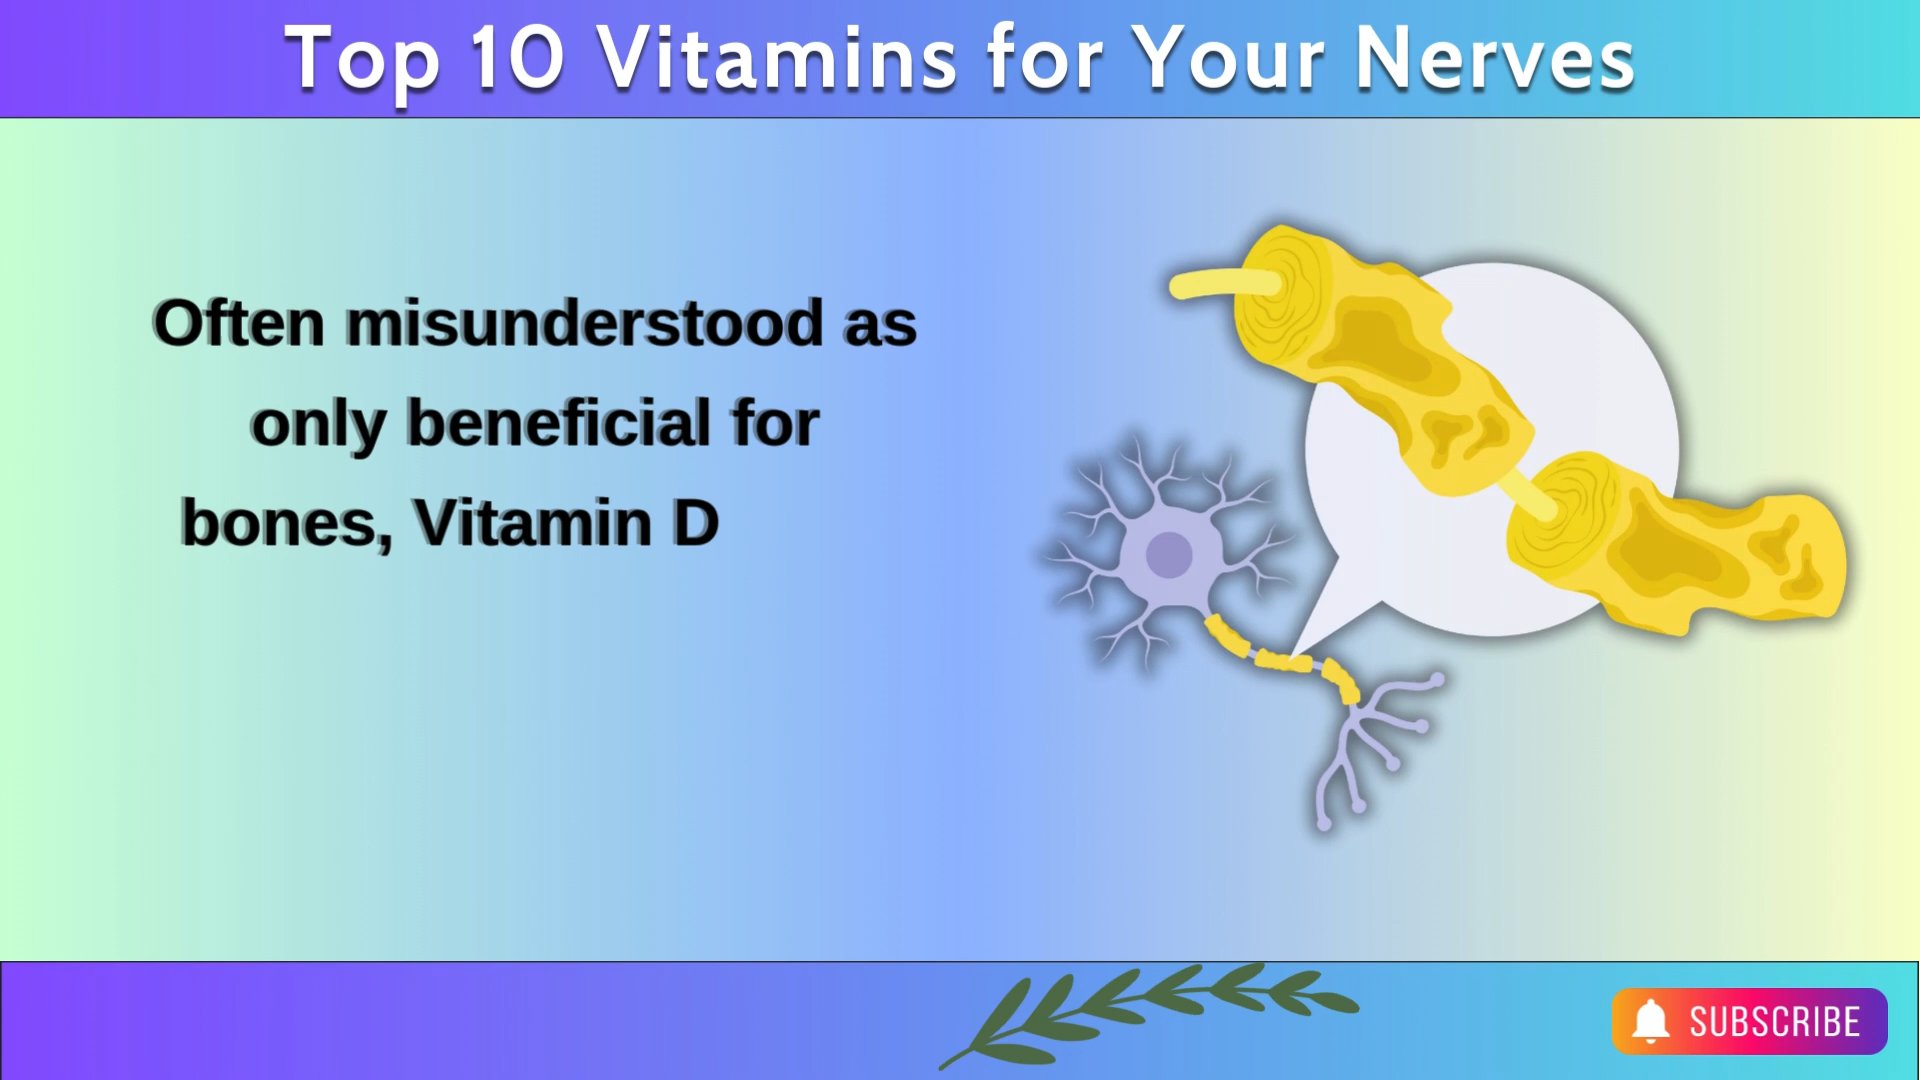 Top 10 Vitamins for Your Nerves
Often misunderstood as
only beneficial for
bones, Vitamin D
SUBSCRIBE